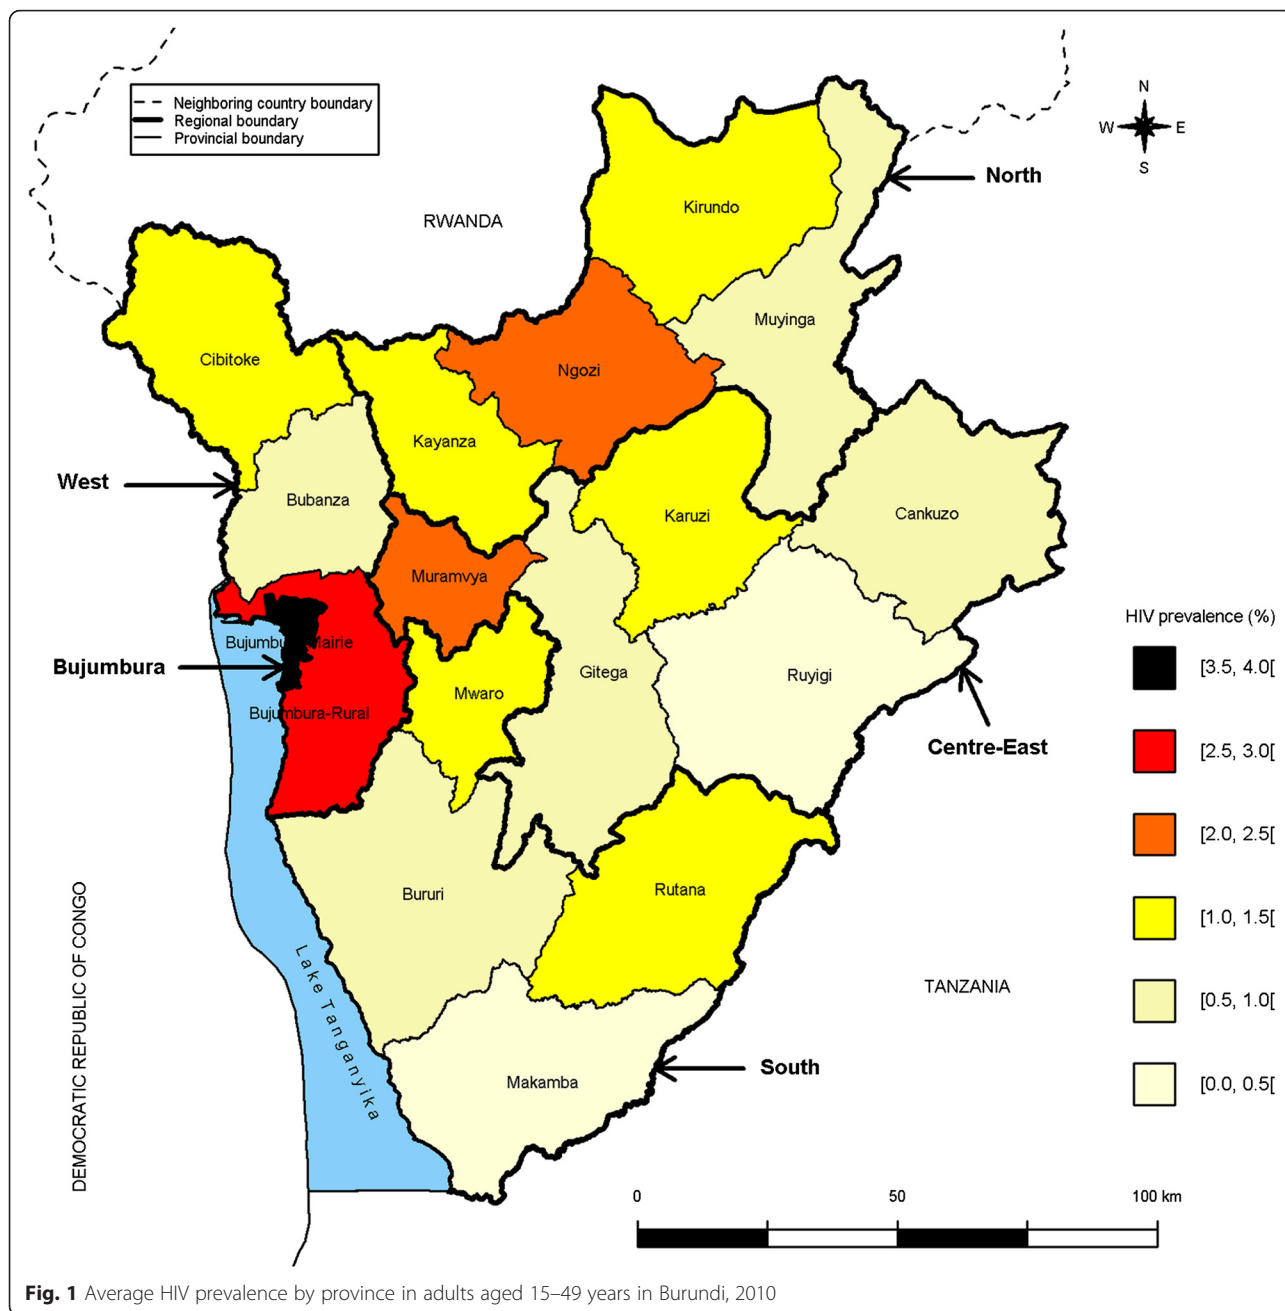 Neighboring country boundary
Regional boundary
Provincial boundary
N
W E
S
North
RWANDA
Kirundo
Muyinga
Cibitoke
Ngozi
Kayanza
West
Bubanza
Karuzi
Cankuzo
Muramvya
HIV prevalence (%)
Bujumbura-Mairie
Bujumbura
[3.5, 4.0[
Gitega
Ruyigi
Mwaro
Bujumbura-Rural
Centre-East
[2.5, 3.0[
[2.0, 2.5[
Bururi
Rutana
[1.0, 1.5[
DEMOCRATIC REPUBLIC OF CONGO
Lake Tanganyika
TANZANIA
[0.5, 1.0[
South
Makamba
[0.0, 0.5[
0 50 100 km
Fig. 1 Average HIV prevalence by province in adults aged 15–49 years in Burundi, 2010